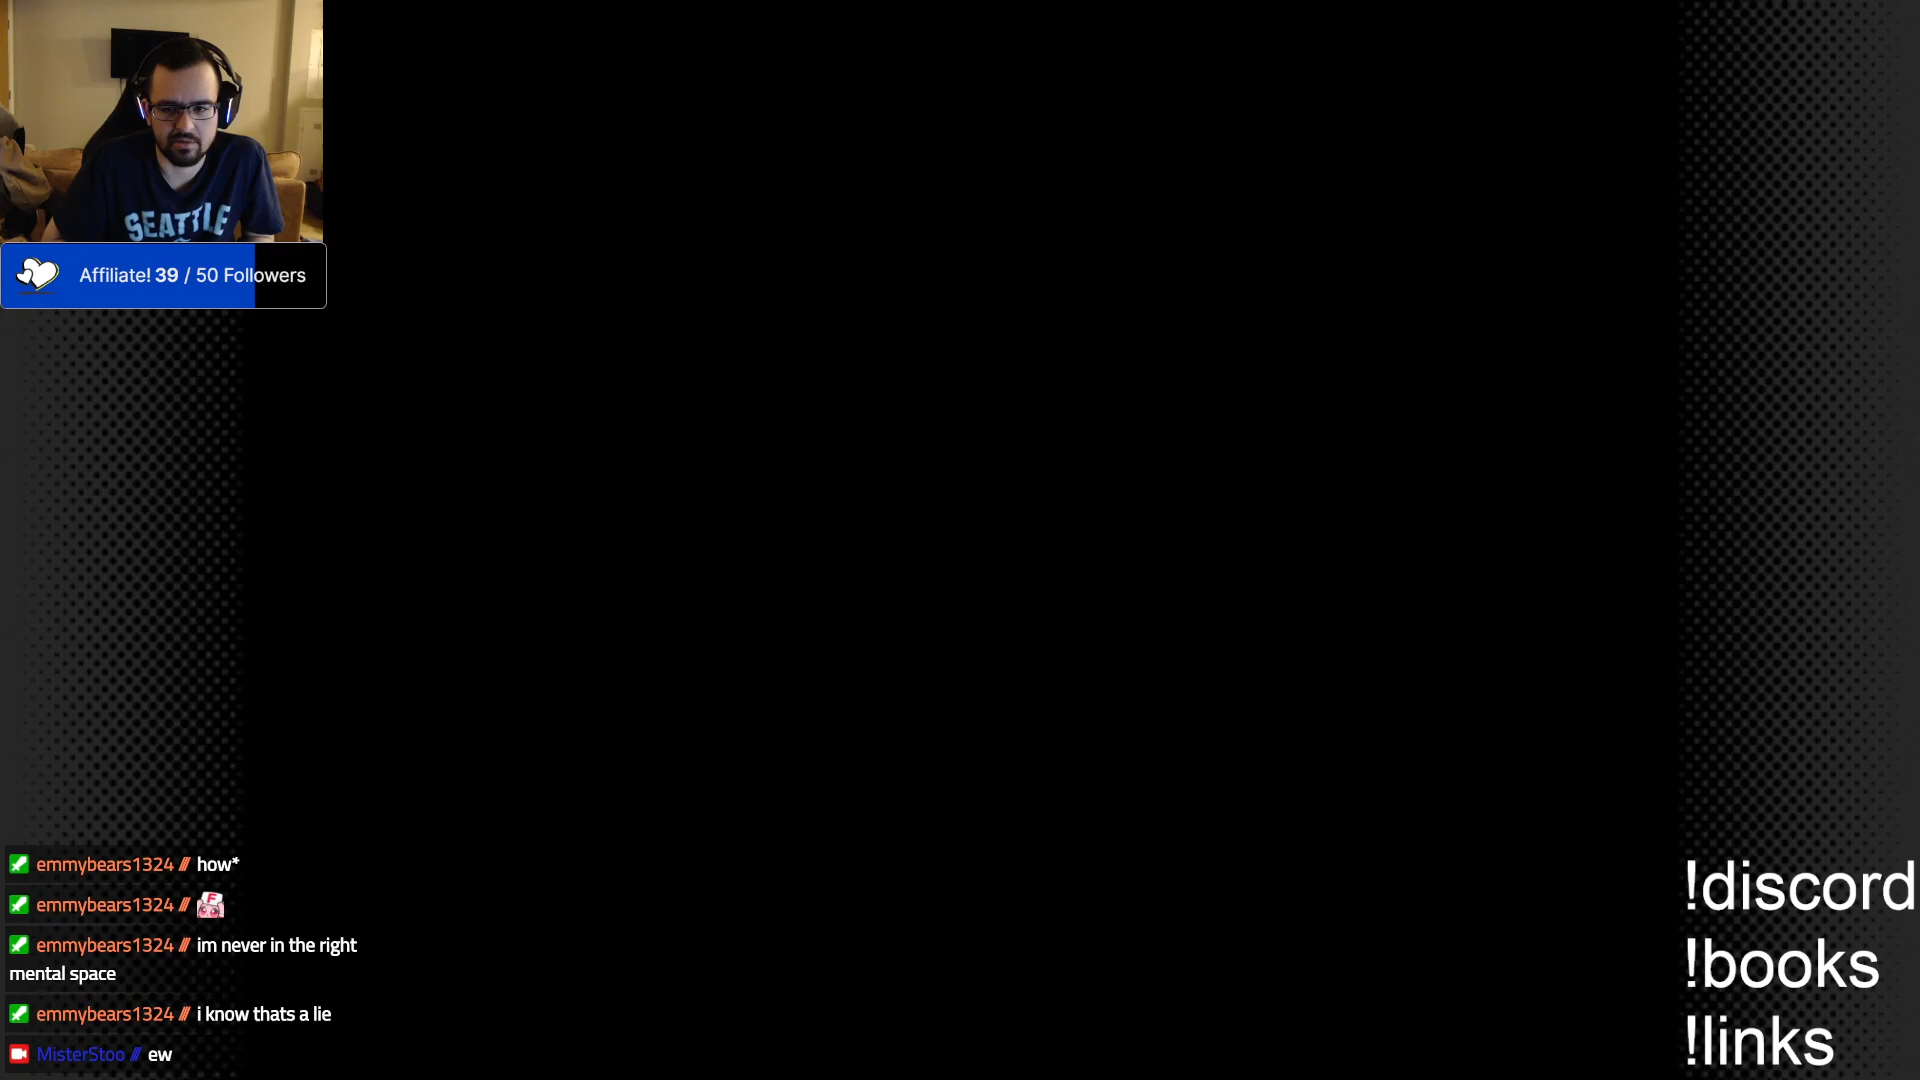 SEATTLE
Affiliate! 39 / 50 Followers
emmybears1324 /// how*
emmybears1324 /// F
emmybears1324 /// im never in the right
mental space
emmybears1324 /// i know thats a lie
MisterStoo /// ew
!discord
!books
!links